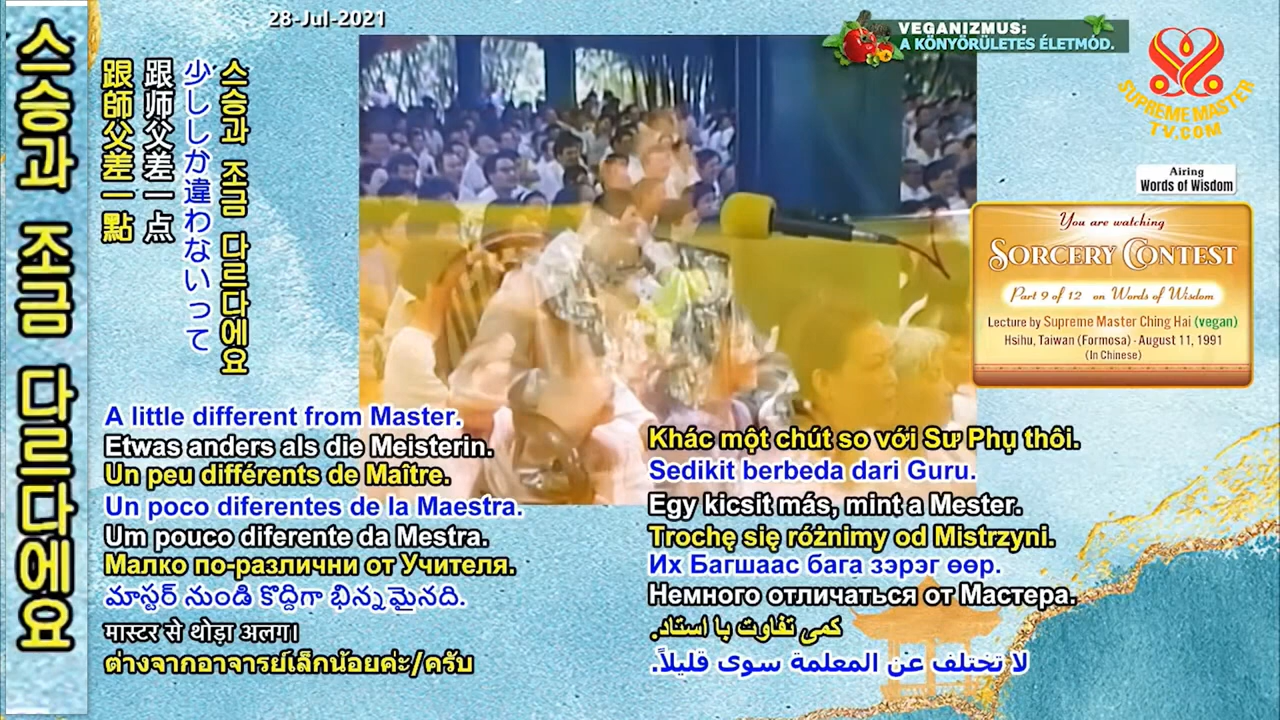 28-Jul-2021
VEGANIZMUS:
A KÖNYÖRÜLETES ÉLETMÓD.
SUPREME MASTER
TV.COM
Airing
Words of Wisdom
You are watching
SORCERY CONTEST
Part 9 of 12 on Words of Wisdom
Lecture by Supreme Master Ching Hai (vegan)
Hsihu, Taiwan (Formosa) - August 11, 1991
(In Chinese)
스승과 조금 다르다에요
跟師父差一點
跟师父差一点
少ししか違わないって
스승과 조금 다르다에요
A little different from Master.
Etwas anders als die Meisterin.
Un peu différents de Maître.
Un poco diferentes de la Maestra.
Um pouco diferente da Mestra.
Малко по-различни от Учителя.
మాస్టర్ నుండి కొద్దిగా భిన్నమైనది.
मास्टर से थोड़ा अलग।
ต่างจากอาจารย์เล็กน้อยค่ะ/ครับ
Khác một chút so với Sư Phụ thôi.
Sedikit berbeda dari Guru.
Egy kicsit más, mint a Mester.
Trochę się różnimy od Mistrzyni.
Их Багшаас бага зэрэг өөр.
Немного отличаться от Мастера.
کمی تفاوت با استاد.
لا تختلف عن المعلمة سوى قليلاً.